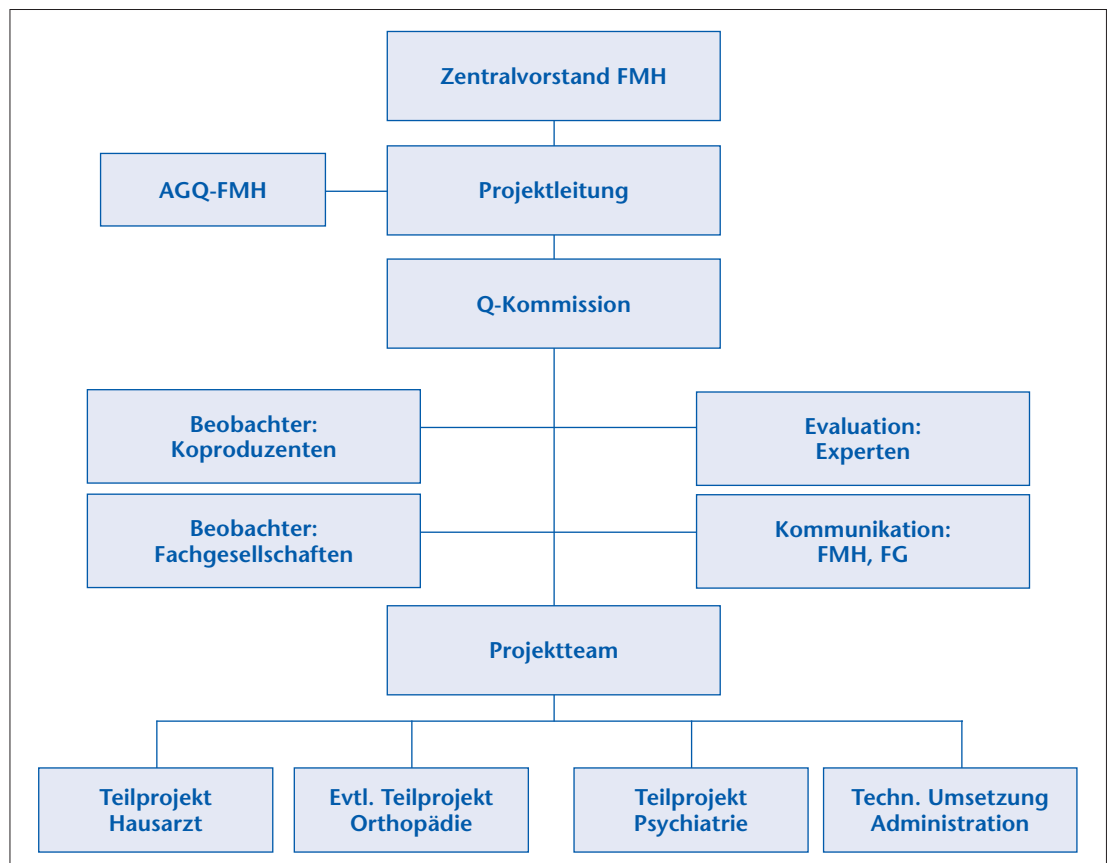 Zentralvorstand FMH
AGQ-FMH
Projektleitung
Q-Kommission
Beobachter:
Koproduzenten
Evaluation:
Experten
Beobachter:
Fachgesellschaften
Kommunikation:
FMH, FG
Projektteam
Teilprojekt
Hausarzt
Evtl. Teilprojekt
Orthopädie
Teilprojekt
Psychiatrie
Techn. Umsetzung
Administration